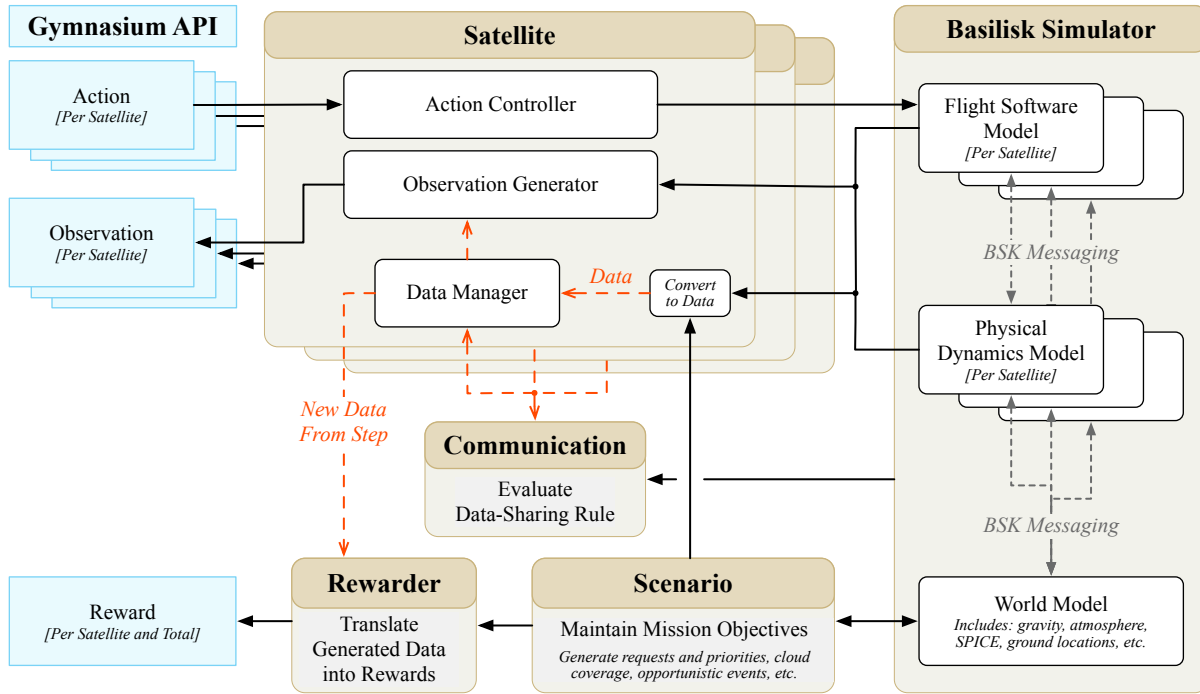 Gymnasium API
Satellite
Basilisk Simulator
Action
[Per Satellite]
Action Controller
Flight Software
Model
[Per Satellite]
Observation Generator
Observation
[Per Satellite]
BSK Messaging
Data Manager
Data
Convert
to Data
Physical
Dynamics Model
[Per Satellite]
New Data
From Step
Communication
Evaluate
Data-Sharing Rule
BSK Messaging
Rewarder
Scenario
Reward
[Per Satellite and Total]
Translate
Generated Data
into Rewards
Maintain Mission Objectives
Generate requests and priorities, cloud
coverage, opportunistic events, etc.
World Model
Includes: gravity, atmosphere,
SPICE, ground locations, etc.